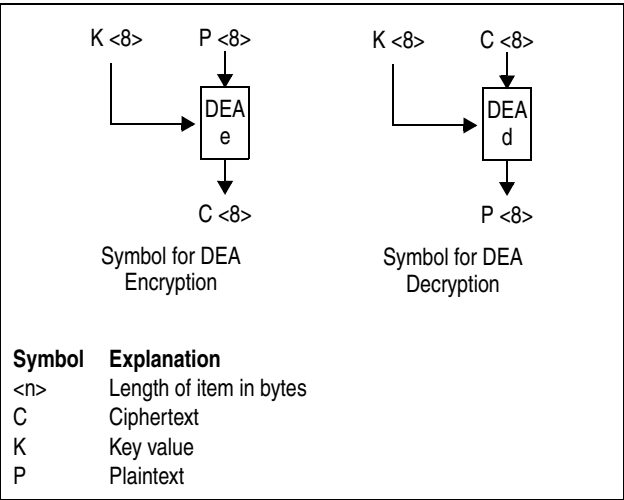 K <8> P <8> K <8> C <8>
DEA DEA
e d
C <8> P <8>
Symbol for DEA Symbol for DEA
Encryption Decryption
Symbol Explanation
<n> Length of item in bytes
C Ciphertext
K Key value
P Plaintext